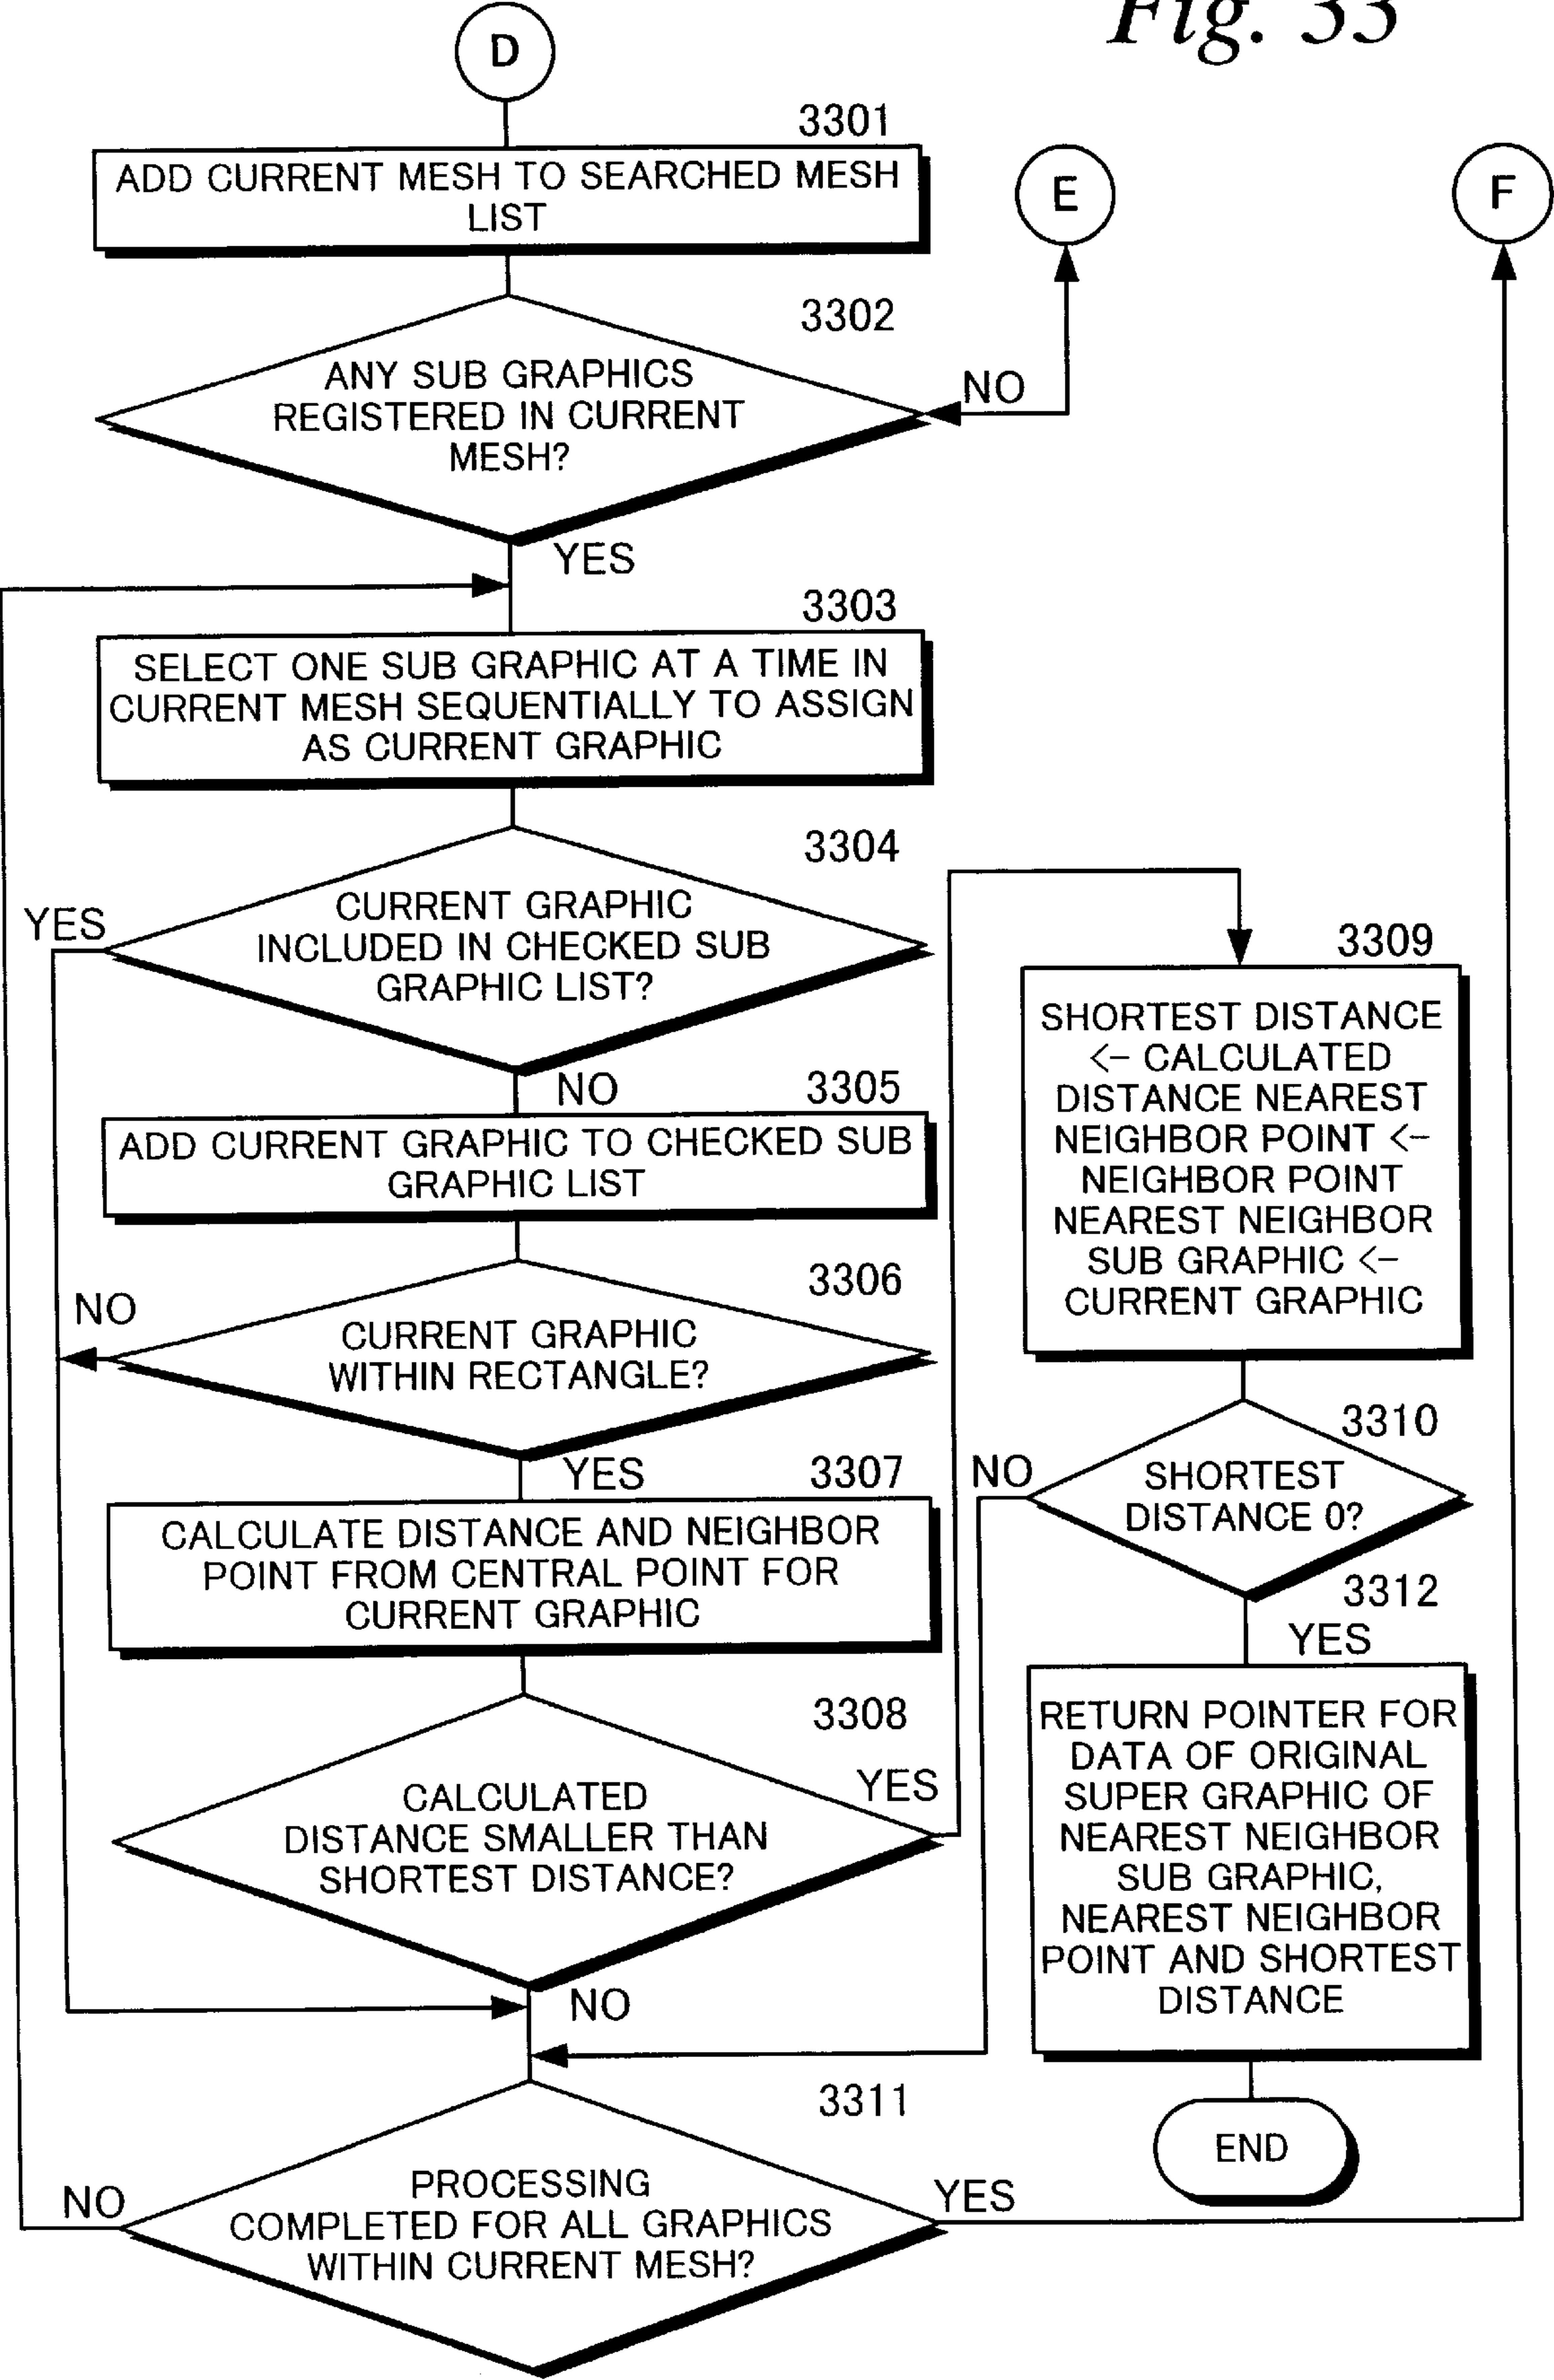 Fig. 33
D
3301
ADD CURRENT MESH TO SEARCHED MESH
LIST
E
F
3302
ANY SUB GRAPHICS
REGISTERED IN CURRENT
MESH?
NO
YES
3303
SELECT ONE SUB GRAPHIC AT A TIME IN
CURRENT MESH SEQUENTIALLY TO ASSIGN
AS CURRENT GRAPHIC
3304
YES
CURRENT GRAPHIC
INCLUDED IN CHECKED SUB
GRAPHIC LIST?
NO
3305
ADD CURRENT GRAPHIC TO CHECKED SUB
GRAPHIC LIST
3306
NO
CURRENT GRAPHIC
WITHIN RECTANGLE?
YES
3307
CALCULATE DISTANCE AND NEIGHBOR
POINT FROM CENTRAL POINT FOR
CURRENT GRAPHIC
3308
YES
CALCULATED
DISTANCE SMALLER THAN
SHORTEST DISTANCE?
NO
3309
SHORTEST DISTANCE
<- CALCULATED
DISTANCE NEAREST
NEIGHBOR POINT <-
NEIGHBOR POINT
NEAREST NEIGHBOR
SUB GRAPHIC <-
CURRENT GRAPHIC
3310
NO
SHORTEST
DISTANCE 0?
3312
YES
RETURN POINTER FOR
DATA OF ORIGINAL
SUPER GRAPHIC OF
NEAREST NEIGHBOR
SUB GRAPHIC,
NEAREST NEIGHBOR
POINT AND SHORTEST
DISTANCE
END
3311
NO
PROCESSING
COMPLETED FOR ALL GRAPHICS
WITHIN CURRENT MESH?
YES